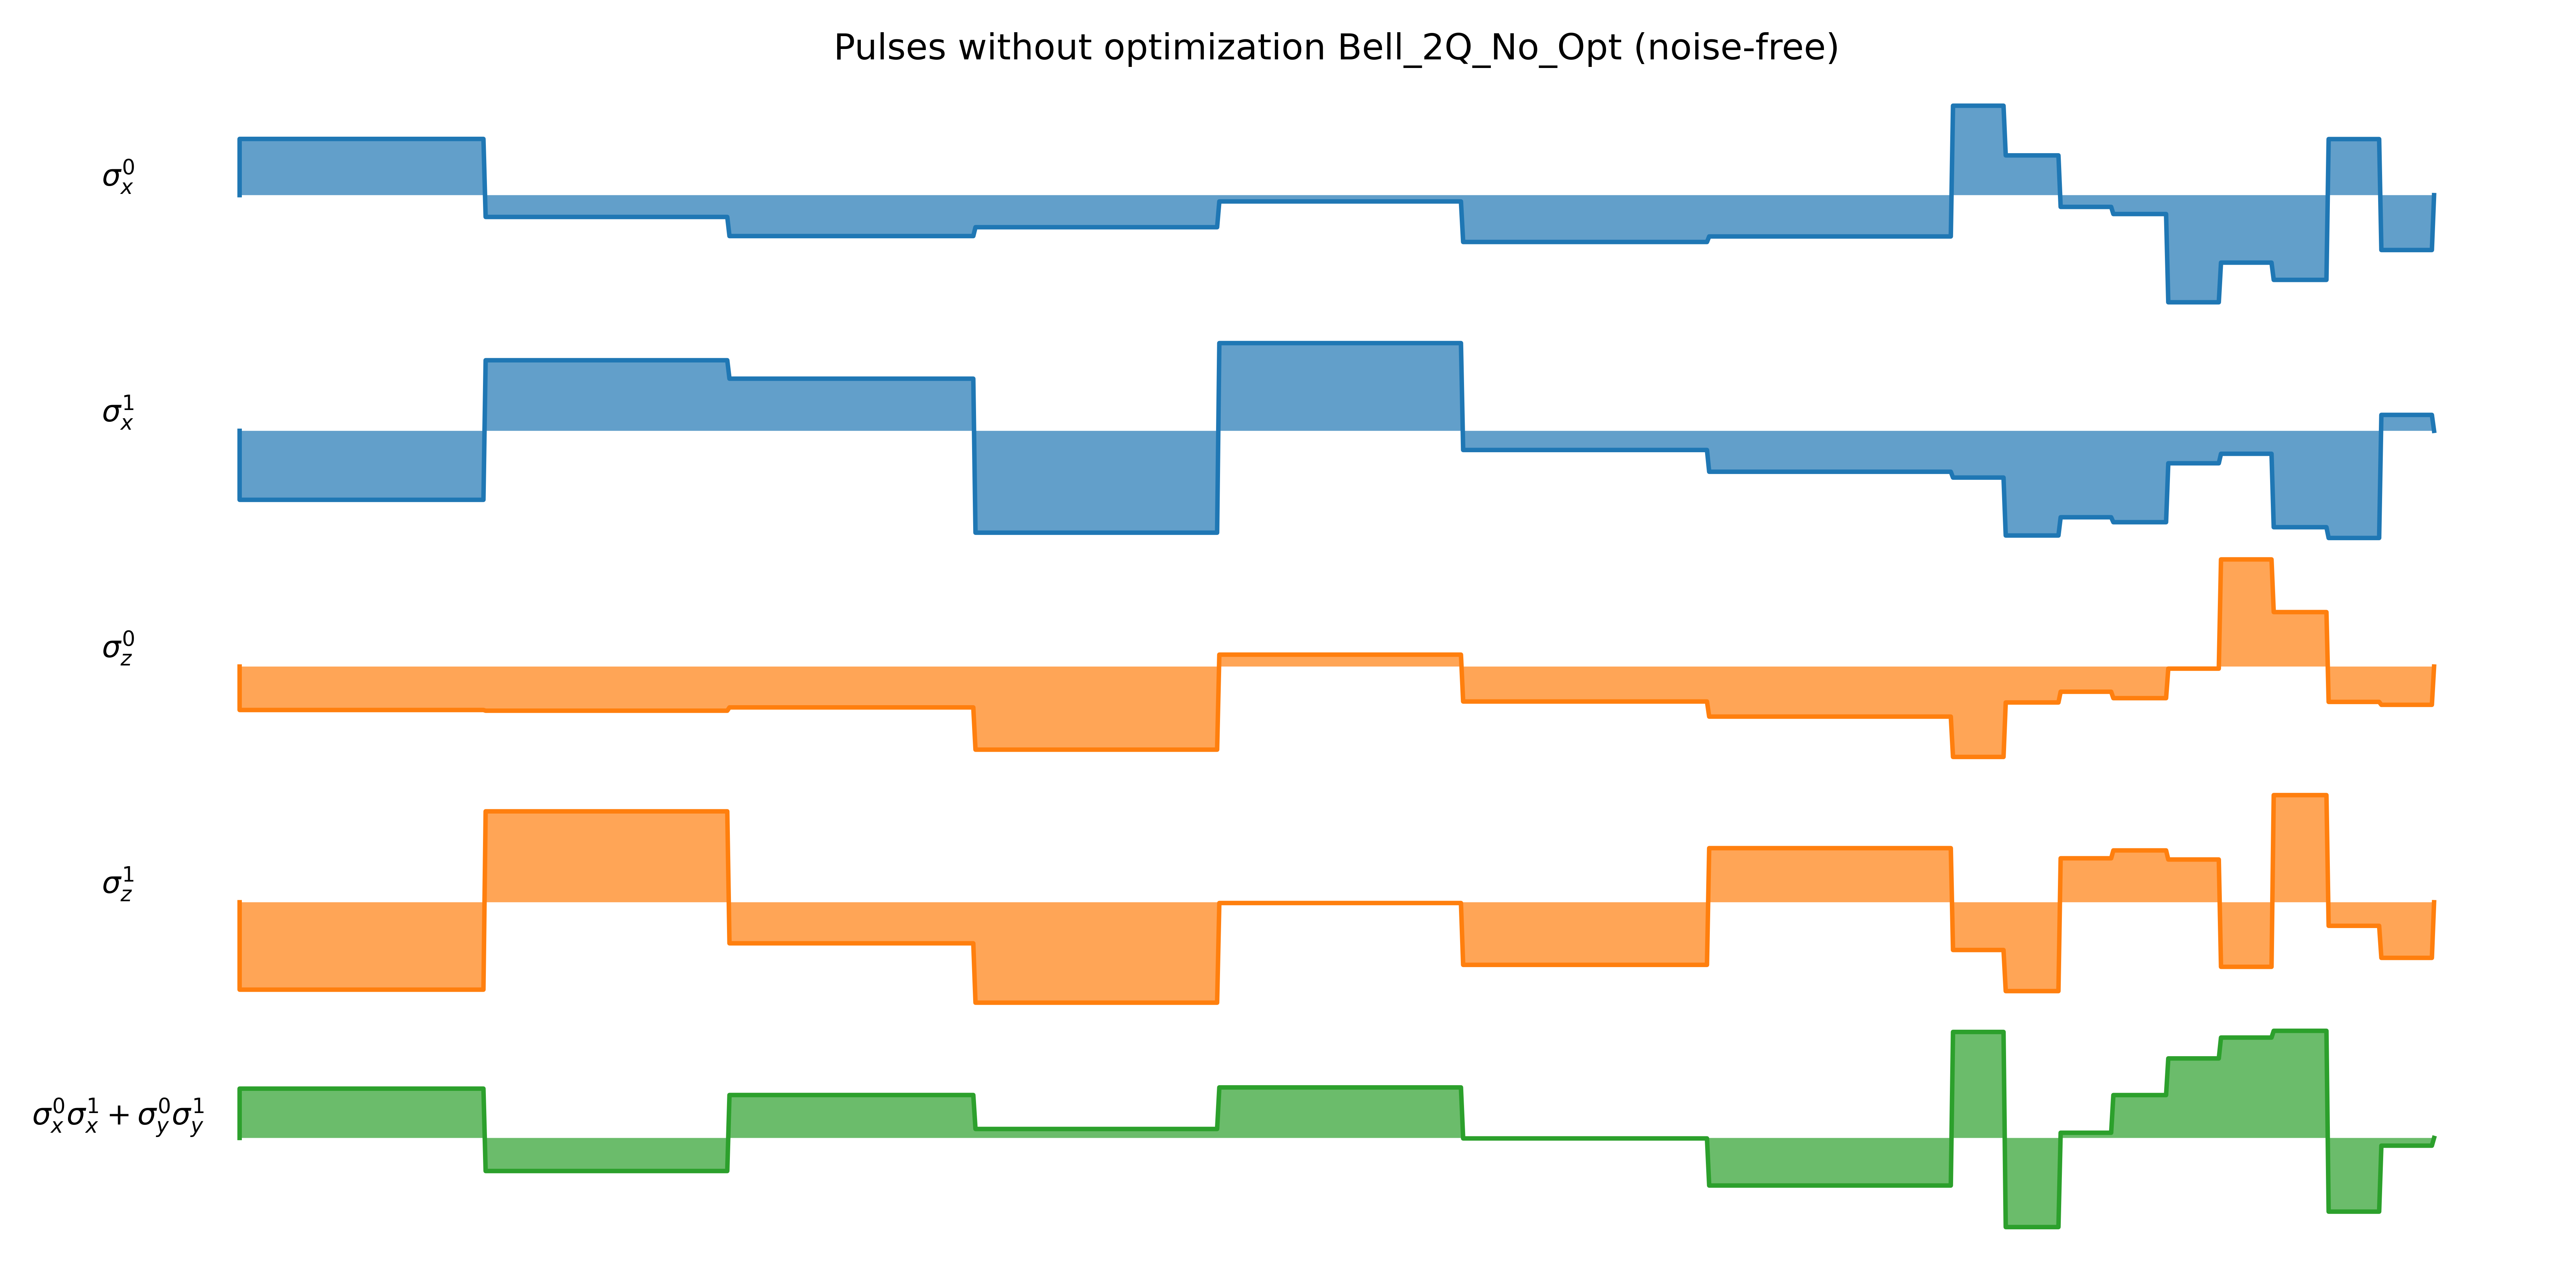 Pulses without optimization Bell_2Q_No_Opt (noise-free)
σ_x^0
σ_x^1
σ_z^0
σ_z^1
σ_x^0σ_x^1 + σ_y^0σ_y^1